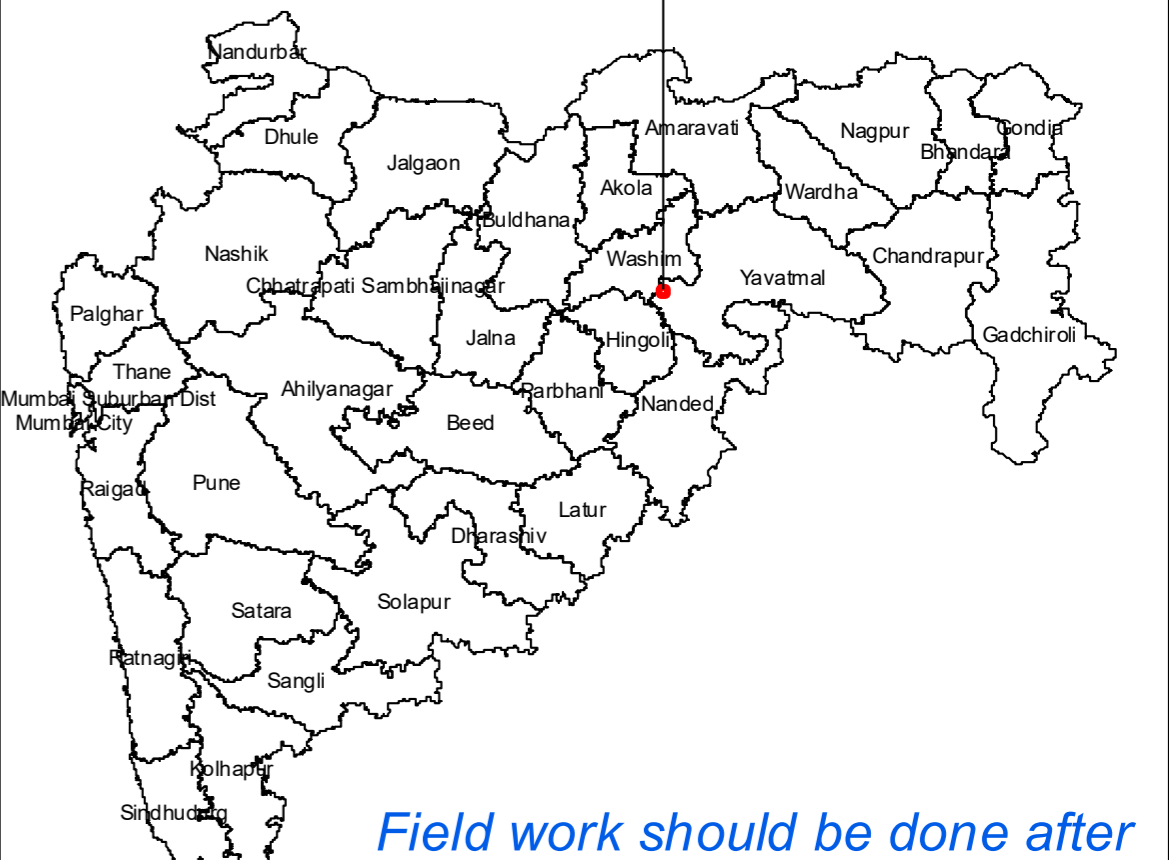 Nandurbar
Dhule
Jalgaon
Amaravati
Nagpur
Gondia
Bhandara
Akola
Wardha
Buldhana
Nashik
Washim
Chandrapur
Yavatmal
Chhatrapati Sambhajinagar
Palghar
Jalna
Hingoli
Gadchiroli
Thane
Ahilyanagar
Parbhani
Mumbai Suburban Dist
Nanded
Mumbai City
Beed
Raigad
Pune
Latur
Dharashiv
Satara
Solapur
Ratnagiri
Sangli
Kolhapur
Sindhudurg
Field work should be done after